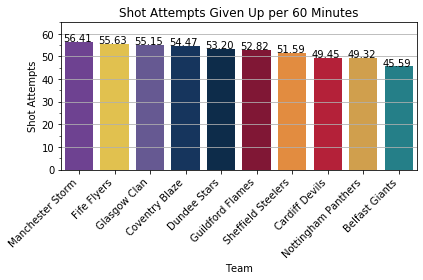 Shot Attempts Given Up per 60 Minutes
56.41 55.63 55.15 54.47 53.20 52.82 51.59 49.45 49.32 45.59
60
50
40
30
20
10
0
Shot Attempts
Manchester Storm
Fife Flyers
Glasgow Clan
Coventry Blaze
Dundee Stars
Guildford Flames
Sheffield Steelers
Cardiff Devils
Nottingham Panthers
Belfast Giants
Team